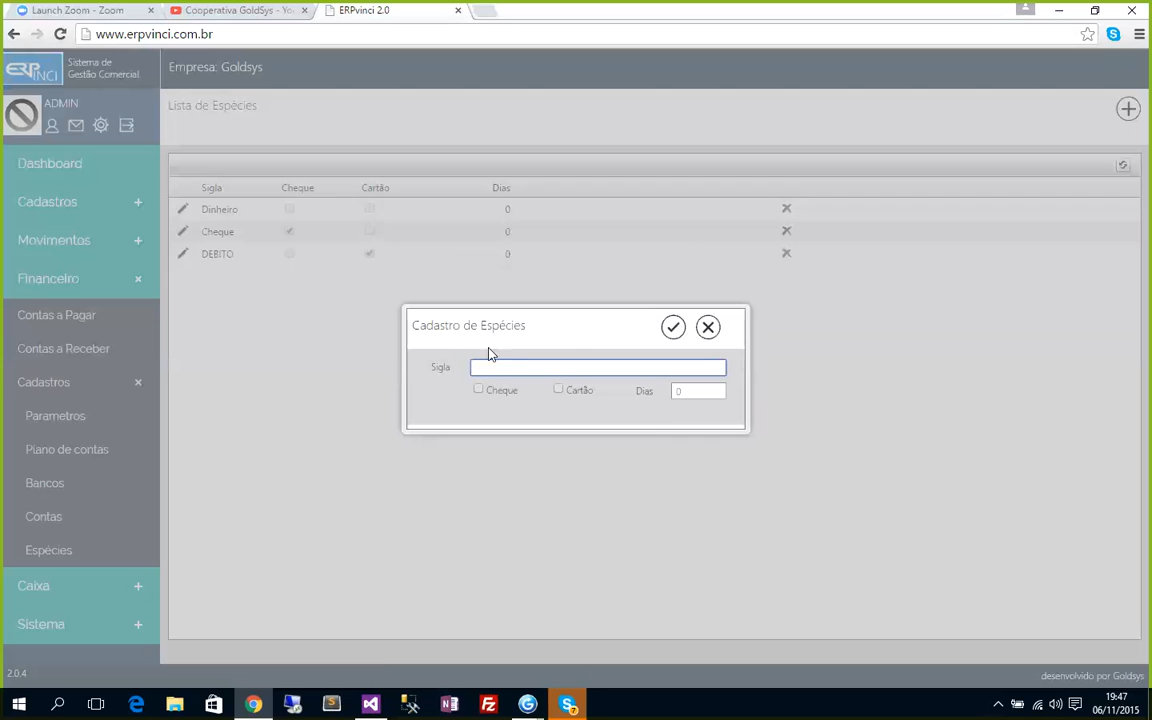 Launch Zoom - Zoom
Cooperativa GoldSys - Yo
ERPvinci 2.0
www.erpvinci.com.br
ERP VINCI
Sistema de
Gestão Comercial
Empresa: Goldsys
ADMIN
Lista de Espécies
Dashboard
Cadastros +
Movimentos +
Financeiro ×
Contas a Pagar
Contas a Receber
Cadastros ×
Parametros
Plano de contas
Bancos
Contas
Espécies
Caixa +
Sistema +
Sigla Cheque Cartão Dias
Dinheiro 0
Cheque 0
DEBITO 0
Cadastro de Espécies
Sigla
Cheque Cartão Dias 0
2.0.4
desenvolvido por Goldsys
19:47
06/11/2015